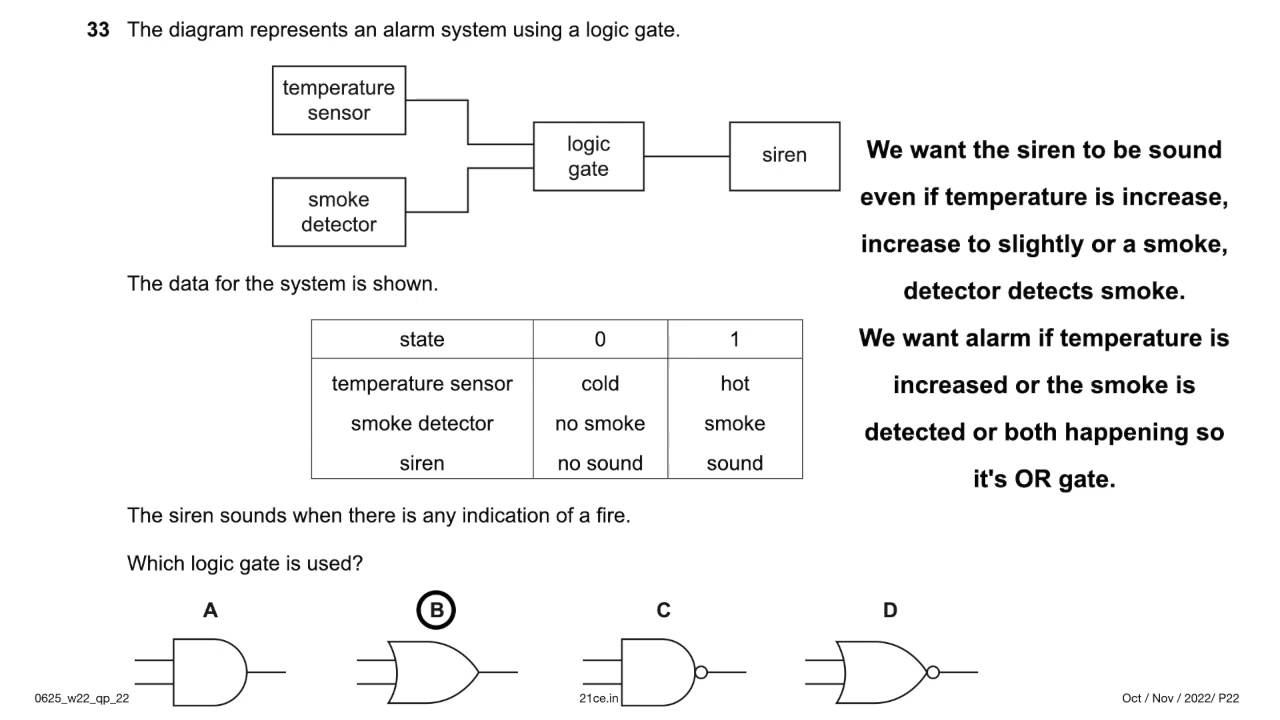 33 The diagram represents an alarm system using a logic gate.
temperature
sensor
smoke
detector
logic
gate
siren
We want the siren to be sound
even if temperature is increase,
increase to slightly or a smoke,
detector detects smoke.
We want alarm if temperature is
increased or the smoke is
detected or both happening so
it's OR gate.
The data for the system is shown.
state 0 1
temperature sensor cold hot
smoke detector no smoke smoke
siren no sound sound
The siren sounds when there is any indication of a fire.
Which logic gate is used?
A B C D
0625_w22_qp_22 21ce.in Oct / Nov / 2022/ P22